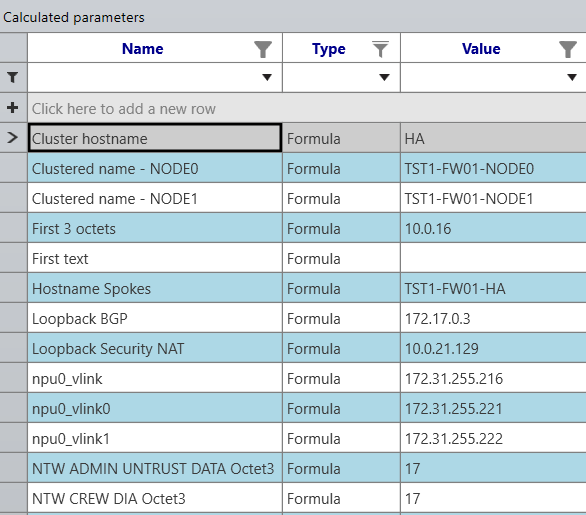 Calculated parameters
Name Type Value
Click here to add a new row
Cluster hostname Formula HA
Clustered name - NODE0 Formula TST1-FW01-NODE0
Clustered name - NODE1 Formula TST1-FW01-NODE1
First 3 octets Formula 10.0.16
First text Formula
Hostname Spokes Formula TST1-FW01-HA
Loopback BGP Formula 172.17.0.3
Loopback Security NAT Formula 10.0.21.129
npu0_vlink Formula 172.31.255.216
npu0_vlink0 Formula 172.31.255.221
npu0_vlink1 Formula 172.31.255.222
NTW ADMIN UNTRUST DATA Octet3 Formula 17
NTW CREW DIA Octet3 Formula 17